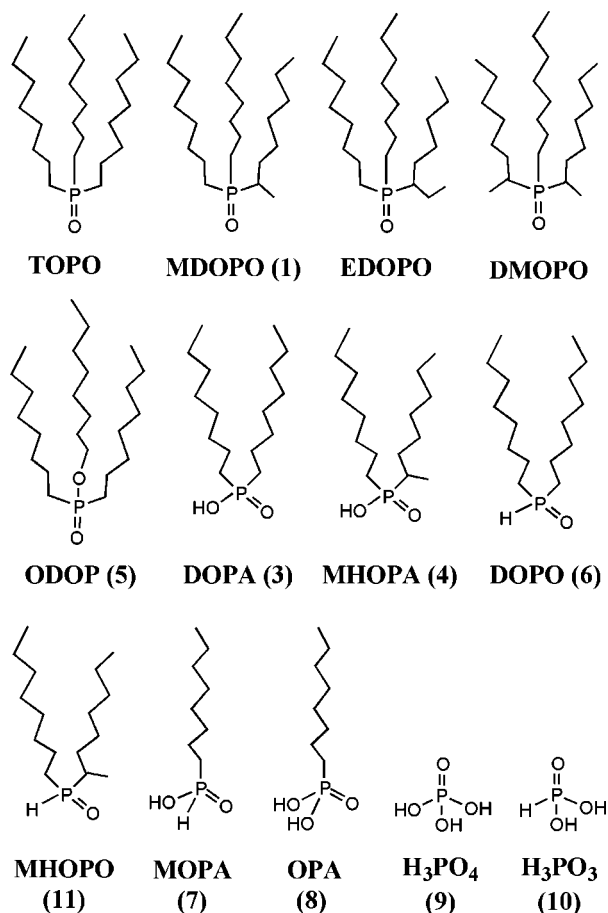 P
O
TOPO
P
O
MDOPO (1)
P
O
EDOPO
P
O
DMOPO
O
P
O
ODOP (5)
HO
P
O
DOPA (3)
HO
P
O
MHOPA (4)
H
P
O
DOPO (6)
H
P
O
MHOPO
(11)
HO
P
O
H
MOPA
(7)
HO
P
O
HO
OPA
(8)
O
HO
P
OH
OH
H₃PO₄
(9)
O
H
P
OH
OH
H₃PO₃
(10)